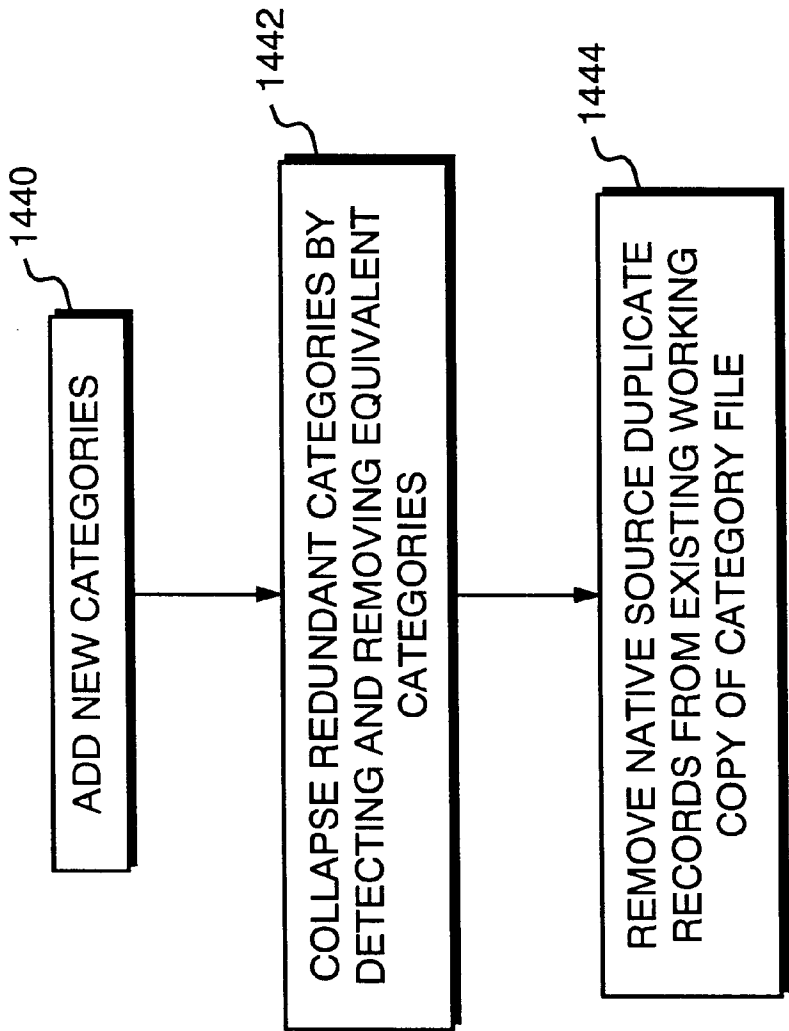 1440
ADD NEW CATEGORIES
1442
COLLAPSE REDUNDANT CATEGORIES BY
DETECTING AND REMOVING EQUIVALENT
CATEGORIES
1444
REMOVE NATIVE SOURCE DUPLICATE
RECORDS FROM EXISTING WORKING
COPY OF CATEGORY FILE